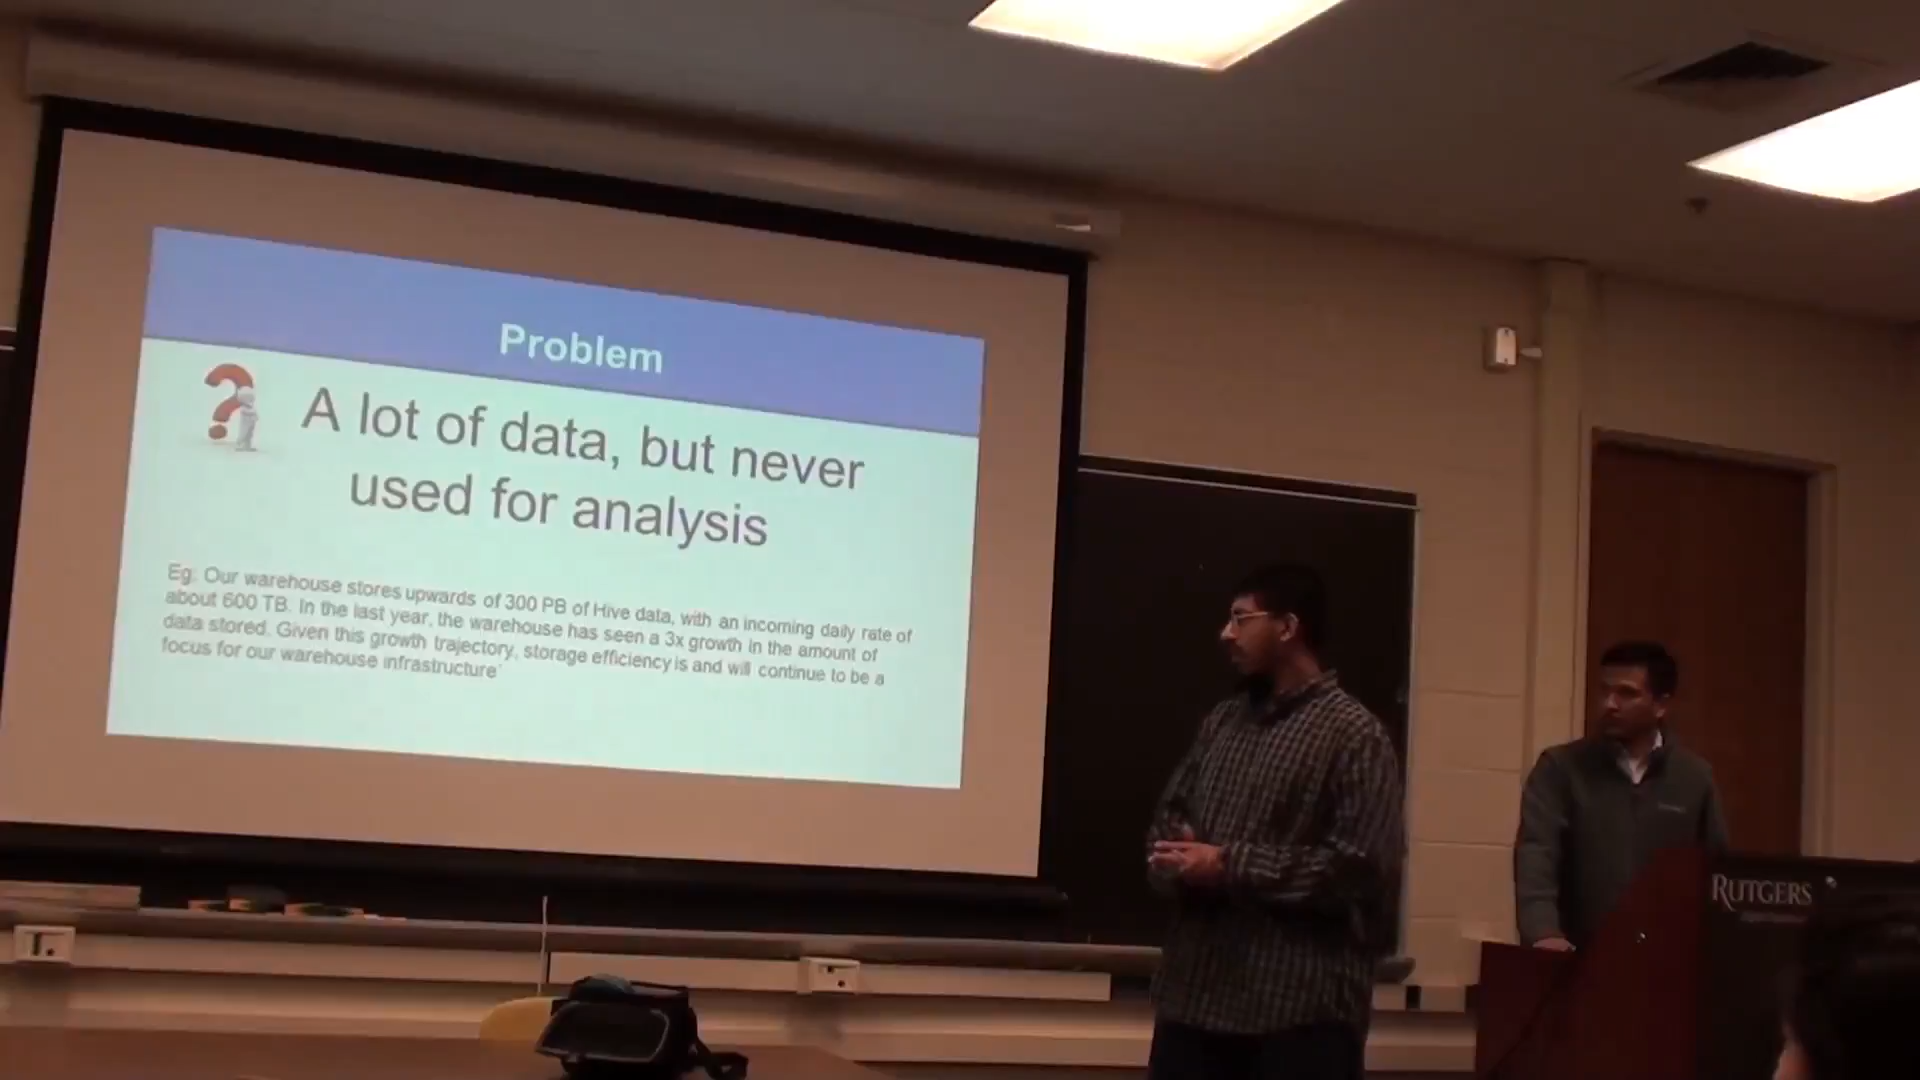 Problem
?
A lot of data, but never
used for analysis
Eg: Our warehouse stores upwards of 300 PB of Hive data, with an incoming daily rate of
about 600 TB. In the last year, the warehouse has seen a 3x growth in the amount of
data stored. Given this growth trajectory, storage efficiency is and will continue to be a
focus for our warehouse infrastructure'
RUTGERS